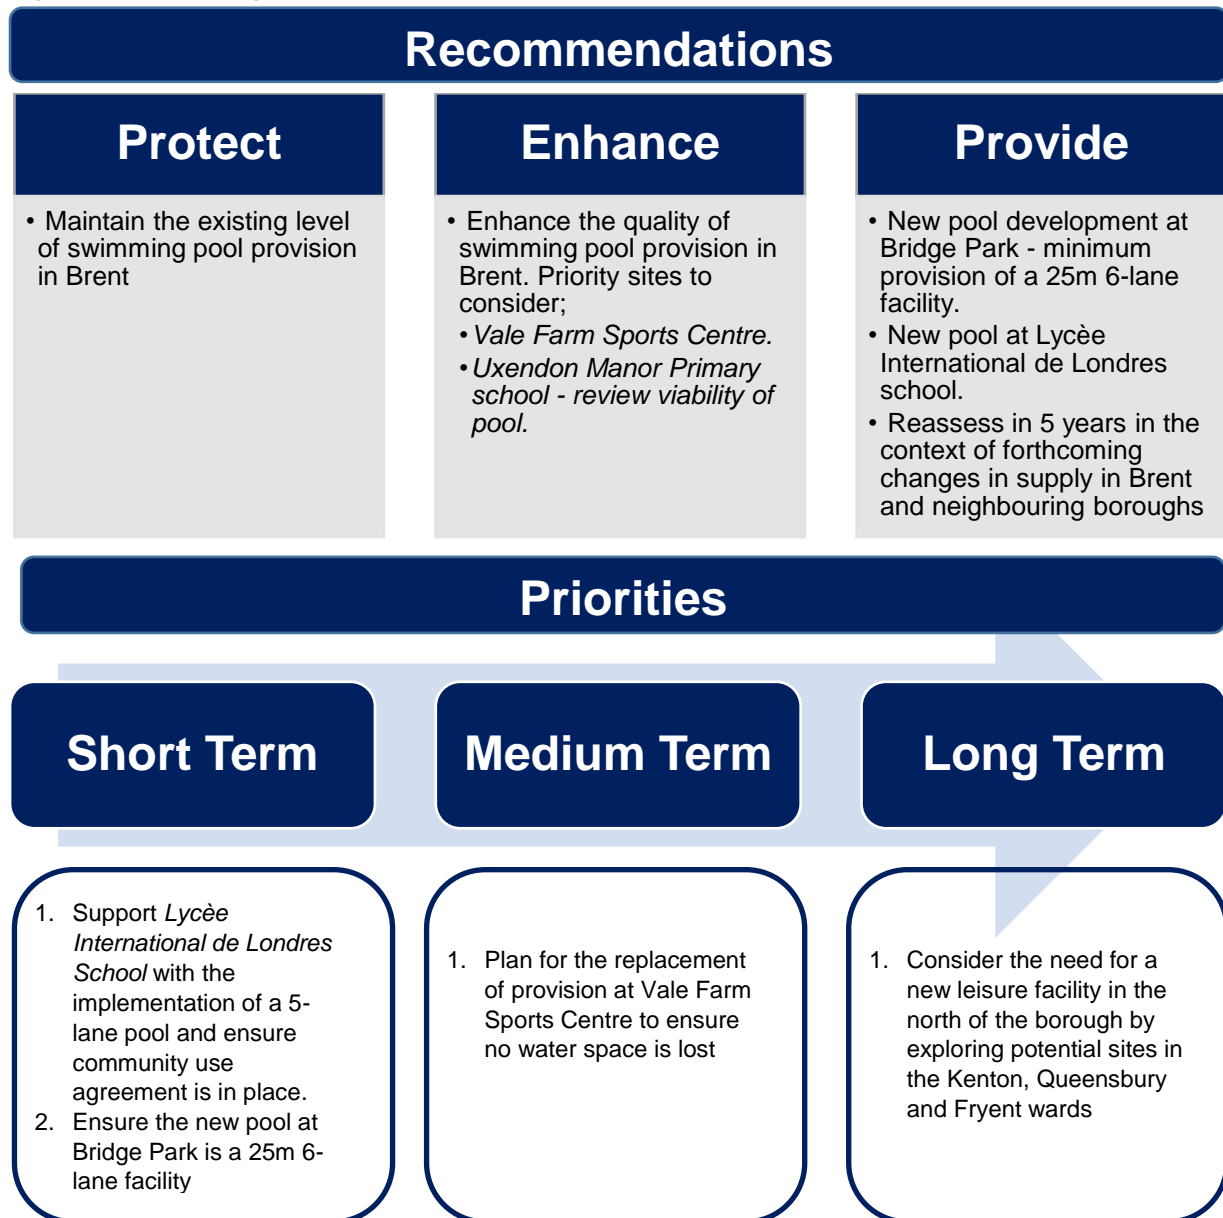 Recommendations
Protect
• Maintain the existing level
of swimming pool provision
in Brent
Enhance
• Enhance the quality of
swimming pool provision in
Brent. Priority sites to
consider;
• Vale Farm Sports Centre.
• Uxendon Manor Primary
school - review viability of
pool.
Provide
• New pool development at
Bridge Park - minimum
provision of a 25m 6-lane
facility.
• New pool at Lycèe
International de Londres
school.
• Reassess in 5 years in the
context of forthcoming
changes in supply in Brent
and neighbouring boroughs
Priorities
Short Term
Medium Term
Long Term
1. Support Lycèe
International de Londres
School with the
implementation of a 5-
lane pool and ensure
community use
agreement is in place.
2. Ensure the new pool at
Bridge Park is a 25m 6-
lane facility
1. Plan for the replacement
of provision at Vale Farm
Sports Centre to ensure
no water space is lost
1. Consider the need for a
new leisure facility in the
north of the borough by
exploring potential sites in
the Kenton, Queensbury
and Fryent wards